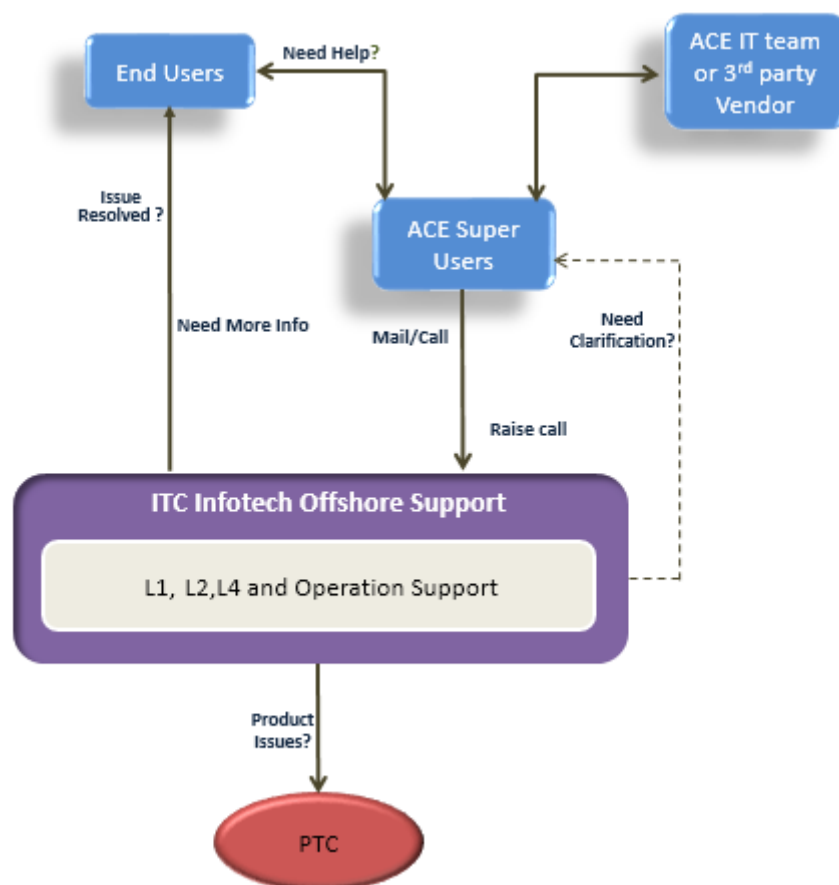 Need Help?
End Users
ACE IT team
or 3rd party
Vendor
Issue
Resolved ?
ACE Super
Users
Need More Info
Mail/Call
Need
Clarification?
Raise call
ITC Infotech Offshore Support
L1, L2,L4 and Operation Support
Product
Issues?
PTC